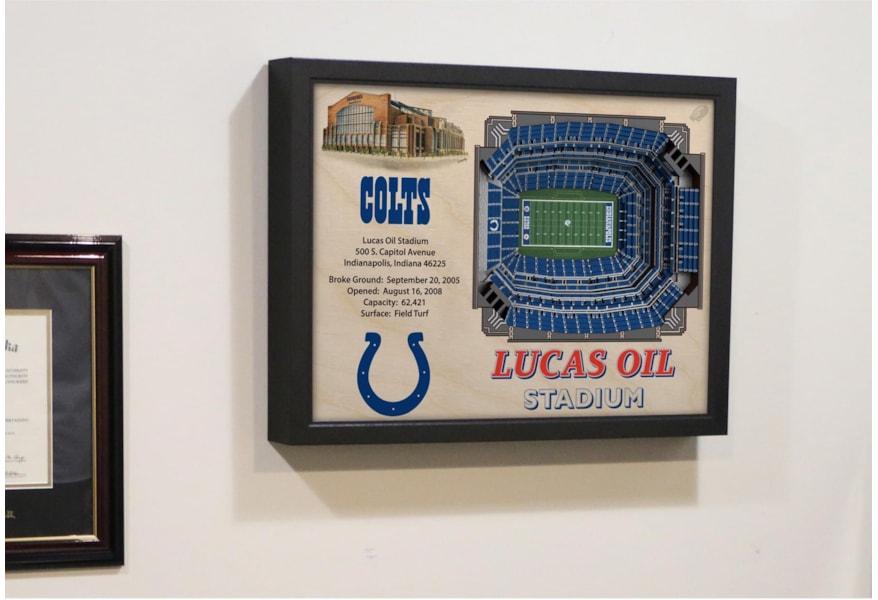 COLTS
Lucas Oil Stadium
500 S. Capitol Avenue
Indianapolis, Indiana 46225
Broke Ground: September 20, 2005
Opened: August 16, 2008
Capacity: 62,421
Surface: Field Turf
INDIANAPOLIS
LUCAS OIL
STADIUM